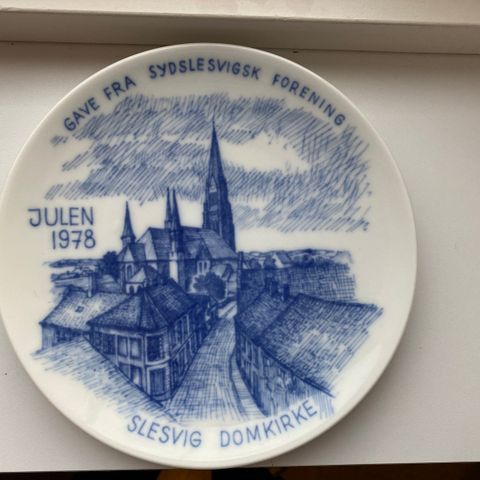 GAVE FRA SYDSLESVIGSK FORENING
JULEN
1978
SLESVIG DOMKIRKE